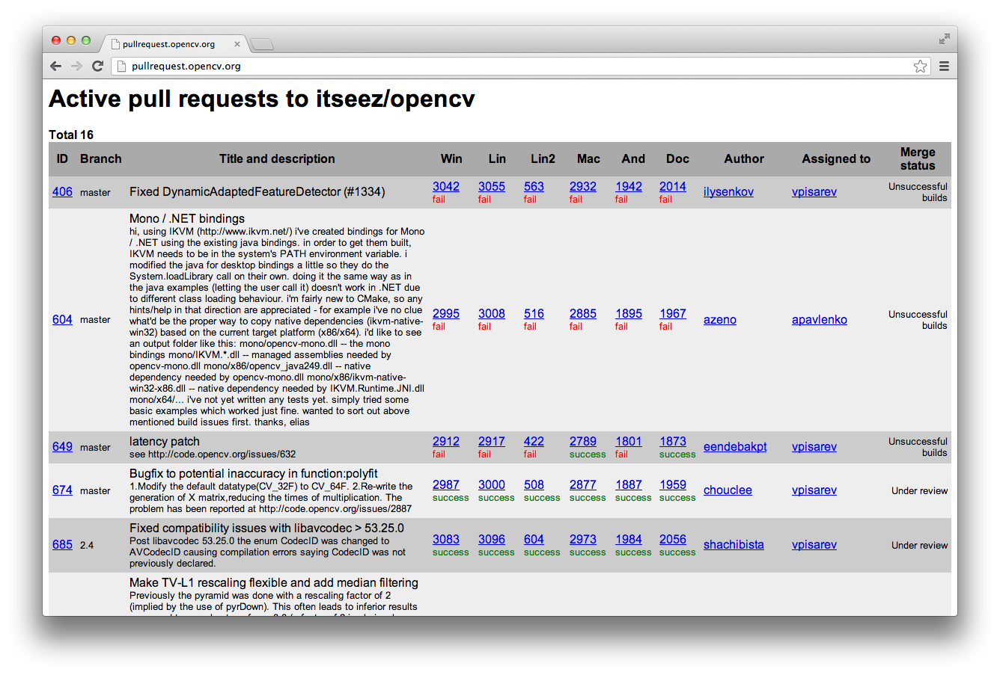 pullrequest.opencv.org
pullrequest.opencv.org
Active pull requests to itseez/opencv
Total 16
ID Branch Title and description Win Lin Lin2 Mac And Doc Author Assigned to Merge status
406 master Fixed DynamicAdaptedFeatureDetector (#1334) 3042 3055 563 2932 1942 2014 ilysenkov vpisarev Unsuccessful builds
fail fail fail fail fail fail
Mono / .NET bindings
hi, using IKVM (http://www.ikvm.net/) i've created bindings for Mono
/ .NET using the existing java bindings. in order to get them built,
IKVM needs to be in the system's PATH environment variable. i
modified the java for desktop bindings a little so they do the
System.loadLibrary call on their own. doing it the same way as in
the java examples (letting the user call it) doesn't work in .NET due
to different class loading behaviour. i'm fairly new to CMake, so any
hints/help in that direction are appreciated - for example i've no clue
what'd be the proper way to copy native dependencies (ikvm-native-
win32) based on the current target platform (x86/x64). i'd like to see
an output folder like this: mono/opencv-mono.dll -- the mono
bindings mono/IKVM.*.dll -- managed assemblies needed by
opencv-mono.dll mono/x86/opencv_java249.dll -- native
dependency needed by opencv-mono.dll mono/x86/ikvm-native-
win32-x86.dll -- native dependency needed by IKVM.Runtime.JNI.dll
mono/x64/... i've not yet written any tests yet. simply tried some
basic examples which worked just fine. wanted to sort out above
mentioned build issues first. thanks, elias
604 master 2995 3008 516 2885 1895 1967 azeno apavlenko Unsuccessful builds
fail fail fail fail fail fail
latency patch
see http://code.opencv.org/issues/632
649 master 2912 2917 422 2789 1801 1873 eendebakpt vpisarev Unsuccessful builds
fail fail fail success fail success
Bugfix to potential inaccuracy in function:polyfit
1.Modify the default datatype(CV_32F) to CV_64F. 2.Re-write the
generation of X matrix,reducing the times of multiplication. The
problem has been reported at http://code.opencv.org/issues/2887
674 master 2987 3000 508 2877 1887 1959 chouclee vpisarev Under review
success success success success success success
Fixed compatibility issues with libavcodec > 53.25.0
Post libavcodec 53.25.0 the enum CodecID was changed to
AVCodecID causing compilation errors saying CodecID was not
previously declared.
685 2.4 3083 3096 604 2973 1984 2056 shachibista vpisarev Under review
success success success success success success
Make TV-L1 rescaling flexible and add median filtering
Previously the pyramid was done with a rescaling factor of 2
(implied by the use of pyrDown). This often leads to inferior results